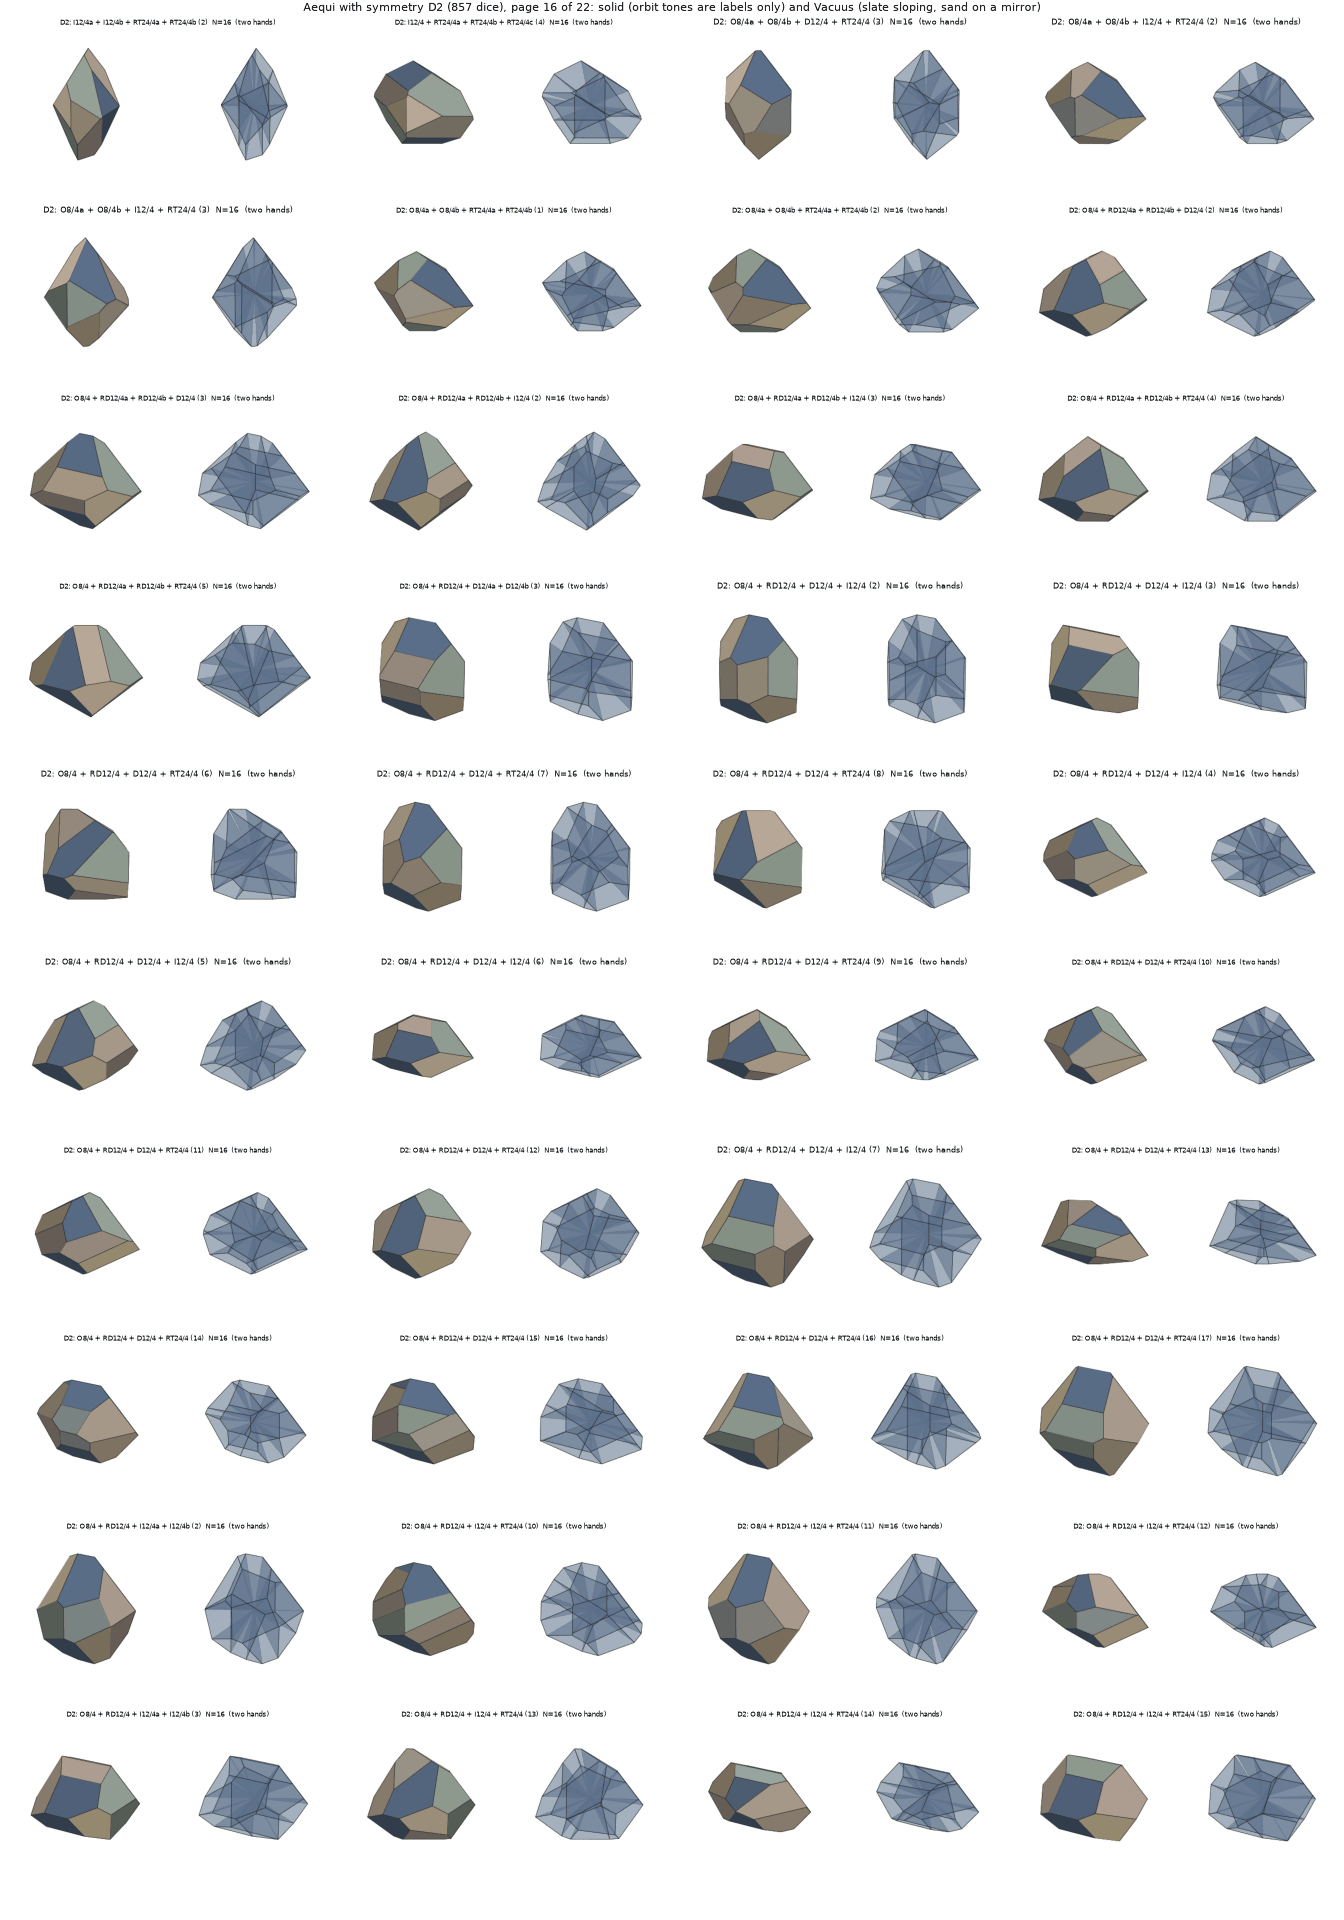 Aequi with symmetry D2 (857 dice), page 16 of 22: solid (orbit tones are labels only) and Vacuus (slate sloping, sand on a mirror)
D2: I12/4a + I12/4b + RT24/4a + RT24/4b (2)  N=16  (two hands)
D2: I12/4 + RT24/4a + RT24/4b + RT24/4c (4)  N=16  (two hands)
D2: O8/4a + O8/4b + D12/4 + RT24/4 (3)  N=16  (two hands)
D2: O8/4a + O8/4b + I12/4 + RT24/4 (2)  N=16  (two hands)
D2: O8/4a + O8/4b + I12/4 + RT24/4 (3)  N=16  (two hands)
D2: O8/4a + O8/4b + RT24/4a + RT24/4b (1)  N=16  (two hands)
D2: O8/4a + O8/4b + RT24/4a + RT24/4b (2)  N=16  (two hands)
D2: O8/4 + RD12/4a + RD12/4b + D12/4 (2)  N=16  (two hands)
D2: O8/4 + RD12/4a + RD12/4b + D12/4 (3)  N=16  (two hands)
D2: O8/4 + RD12/4a + RD12/4b + I12/4 (2)  N=16  (two hands)
D2: O8/4 + RD12/4a + RD12/4b + I12/4 (3)  N=16  (two hands)
D2: O8/4 + RD12/4a + RD12/4b + RT24/4 (4)  N=16  (two hands)
D2: O8/4 + RD12/4a + RD12/4b + RT24/4 (5)  N=16  (two hands)
D2: O8/4 + RD12/4 + D12/4a + D12/4b (3)  N=16  (two hands)
D2: O8/4 + RD12/4 + D12/4 + I12/4 (2)  N=16  (two hands)
D2: O8/4 + RD12/4 + D12/4 + I12/4 (3)  N=16  (two hands)
D2: O8/4 + RD12/4 + D12/4 + RT24/4 (6)  N=16  (two hands)
D2: O8/4 + RD12/4 + D12/4 + RT24/4 (7)  N=16  (two hands)
D2: O8/4 + RD12/4 + D12/4 + RT24/4 (8)  N=16  (two hands)
D2: O8/4 + RD12/4 + D12/4 + I12/4 (4)  N=16  (two hands)
D2: O8/4 + RD12/4 + D12/4 + I12/4 (5)  N=16  (two hands)
D2: O8/4 + RD12/4 + D12/4 + I12/4 (6)  N=16  (two hands)
D2: O8/4 + RD12/4 + D12/4 + RT24/4 (9)  N=16  (two hands)
D2: O8/4 + RD12/4 + D12/4 + RT24/4 (10)  N=16  (two hands)
D2: O8/4 + RD12/4 + D12/4 + RT24/4 (11)  N=16  (two hands)
D2: O8/4 + RD12/4 + D12/4 + RT24/4 (12)  N=16  (two hands)
D2: O8/4 + RD12/4 + D12/4 + I12/4 (7)  N=16  (two hands)
D2: O8/4 + RD12/4 + D12/4 + RT24/4 (13)  N=16  (two hands)
D2: O8/4 + RD12/4 + D12/4 + RT24/4 (14)  N=16  (two hands)
D2: O8/4 + RD12/4 + D12/4 + RT24/4 (15)  N=16  (two hands)
D2: O8/4 + RD12/4 + D12/4 + RT24/4 (16)  N=16  (two hands)
D2: O8/4 + RD12/4 + D12/4 + RT24/4 (17)  N=16  (two hands)
D2: O8/4 + RD12/4 + I12/4a + I12/4b (2)  N=16  (two hands)
D2: O8/4 + RD12/4 + I12/4 + RT24/4 (10)  N=16  (two hands)
D2: O8/4 + RD12/4 + I12/4 + RT24/4 (11)  N=16  (two hands)
D2: O8/4 + RD12/4 + I12/4 + RT24/4 (12)  N=16  (two hands)
D2: O8/4 + RD12/4 + I12/4a + I12/4b (3)  N=16  (two hands)
D2: O8/4 + RD12/4 + I12/4 + RT24/4 (13)  N=16  (two hands)
D2: O8/4 + RD12/4 + I12/4 + RT24/4 (14)  N=16  (two hands)
D2: O8/4 + RD12/4 + I12/4 + RT24/4 (15)  N=16  (two hands)